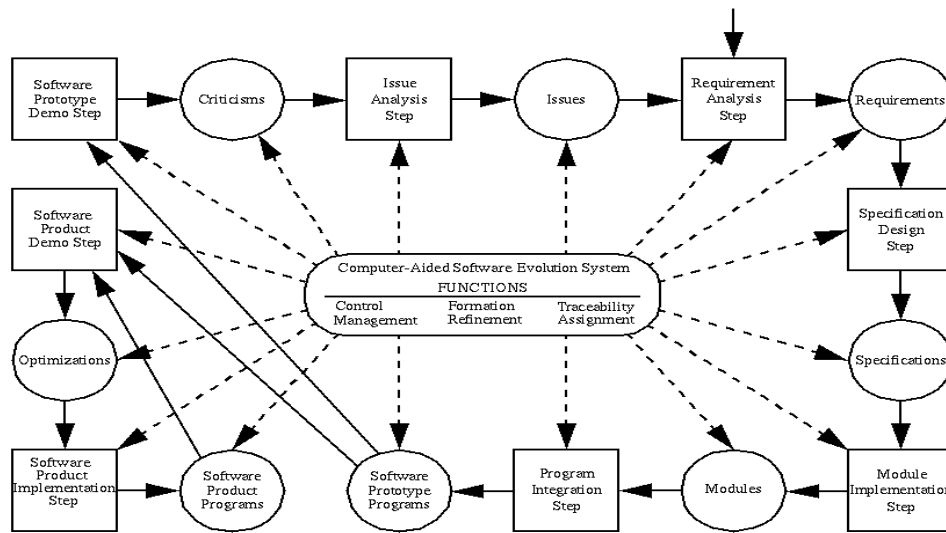 Software
Prototype
Demo Step
Criticisms
Issue
Analysis
Step
Issues
Requirement
Analysis
Step
Requirements
Software
Product
Demo Step
Specification
Design
Step
Computer-Aided Software Evolution System
FUNCTIONS
Control
Management
Formation
Refinement
Traceability
Assignment
Optimizations
Specifications
Software
Product
Implementation
Step
Software
Product
Programs
Software
Prototype
Programs
Program
Integration
Step
Modules
Module
Implementation
Step